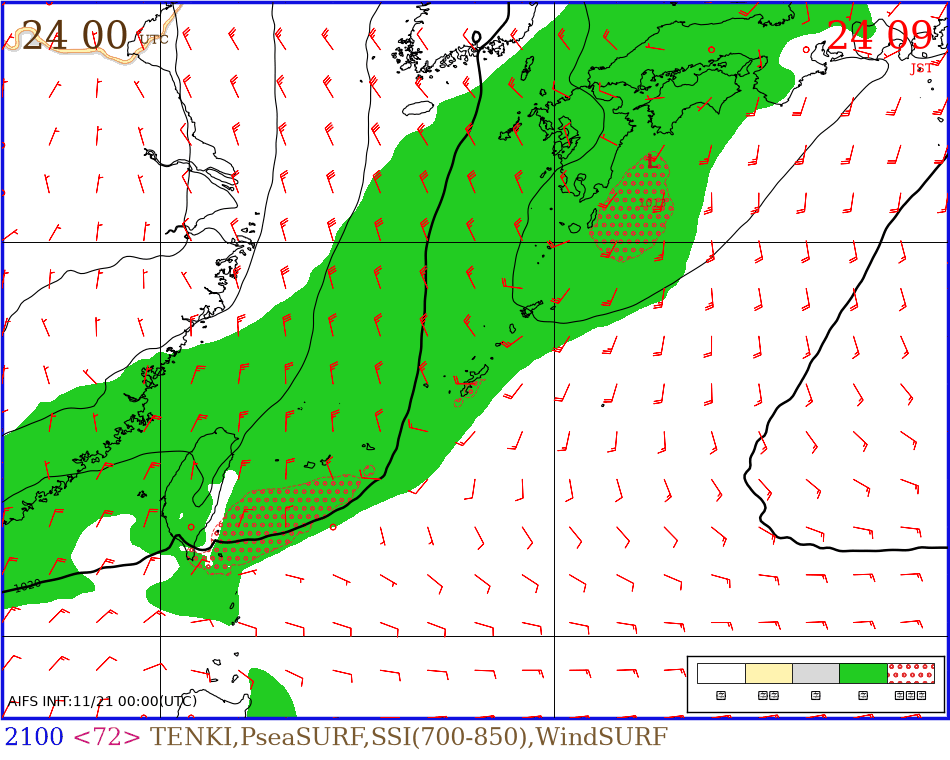 24 00 UTC
24 09
JST
L
1020
AIFS INIT:11/21 00:00(UTC)
2100 <72> TENKI,PseaSURF,SSI(700-850),WindSURF